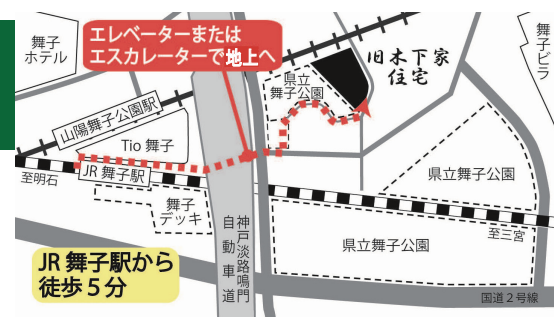 舞子
ホテル
エレベーターまたは
エスカレーターで地上へ
旧木下家
住宅
舞子ビラ
県立
舞子公園
山陽舞子公園駅
Tio 舞子
JR 舞子駅
至明石
舞子
デッキ
神戸淡路鳴門
自動車道
県立舞子公園
県立舞子公園
至三宮
国道2号線
JR 舞子駅から
徒歩5分